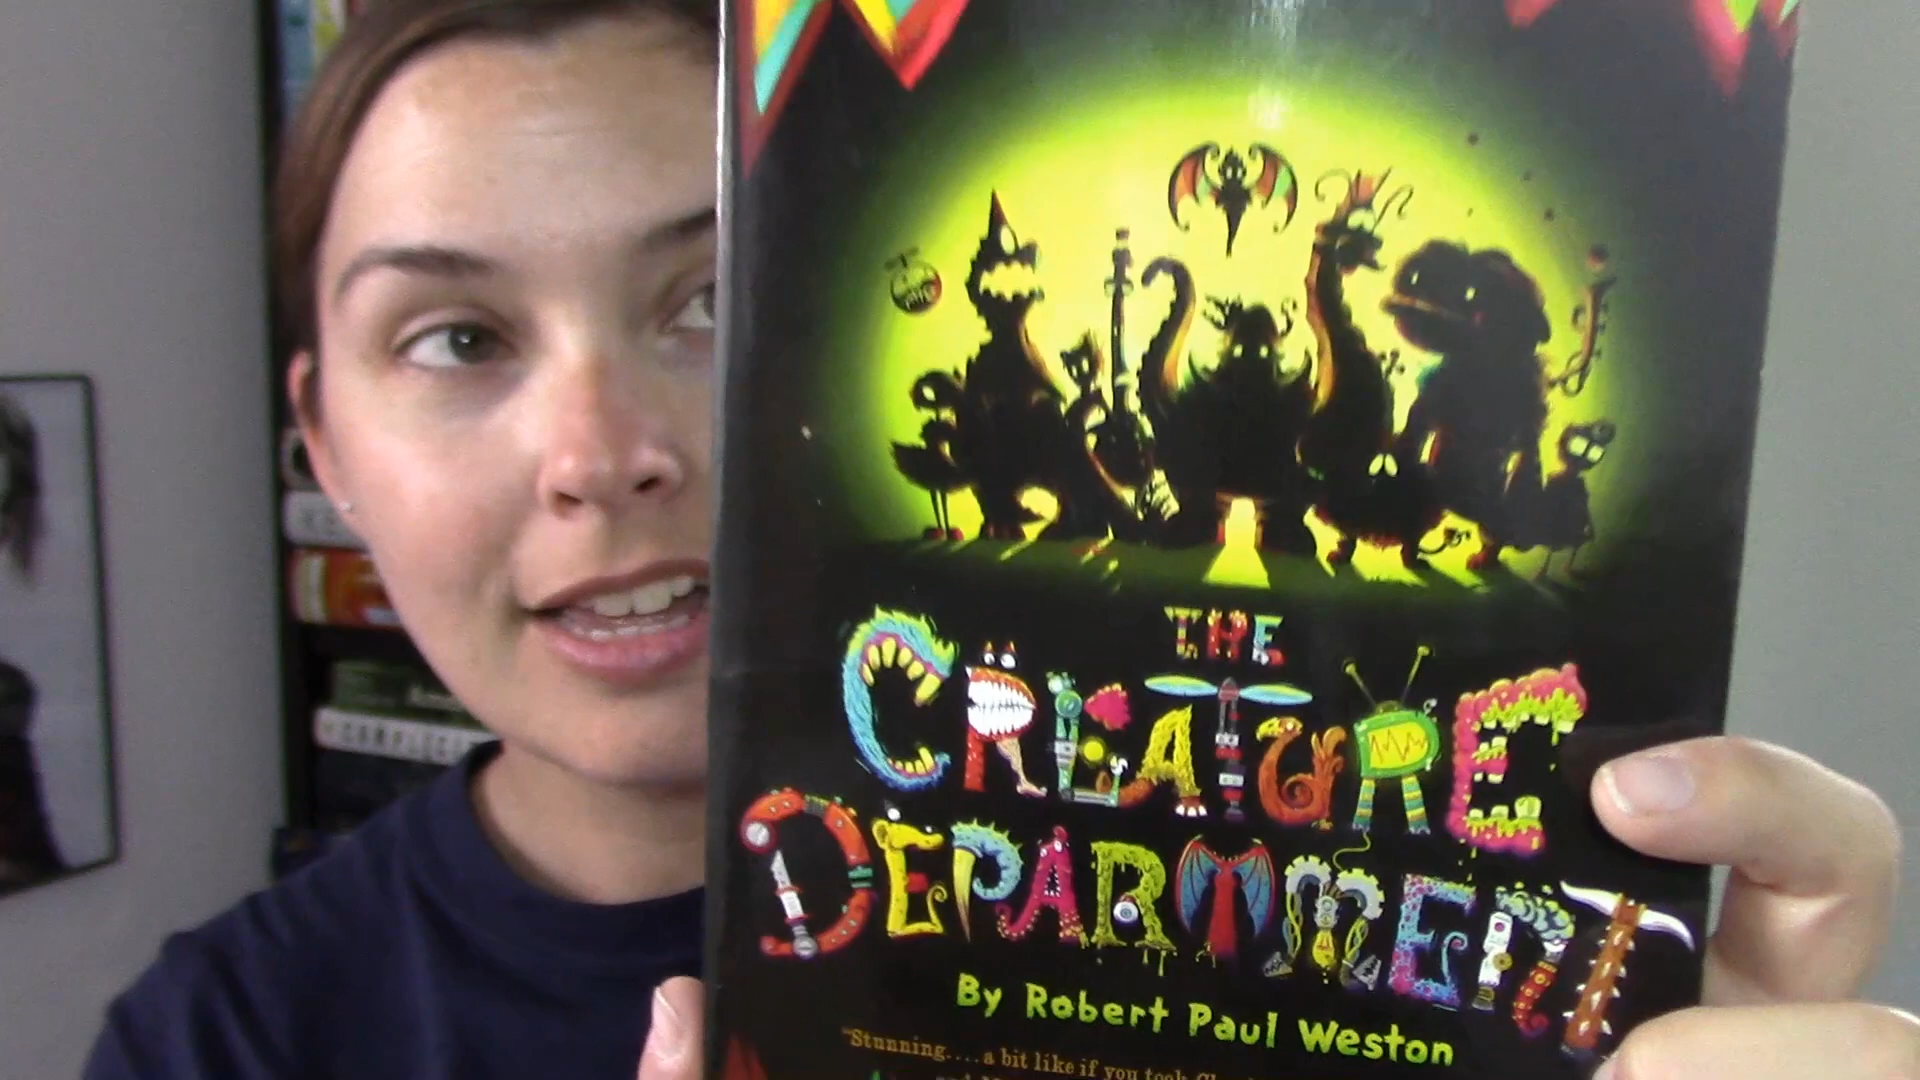 THE
CREATURE
DEPARTMENT
By Robert Paul Weston
"Stunning.... a bit like if you took